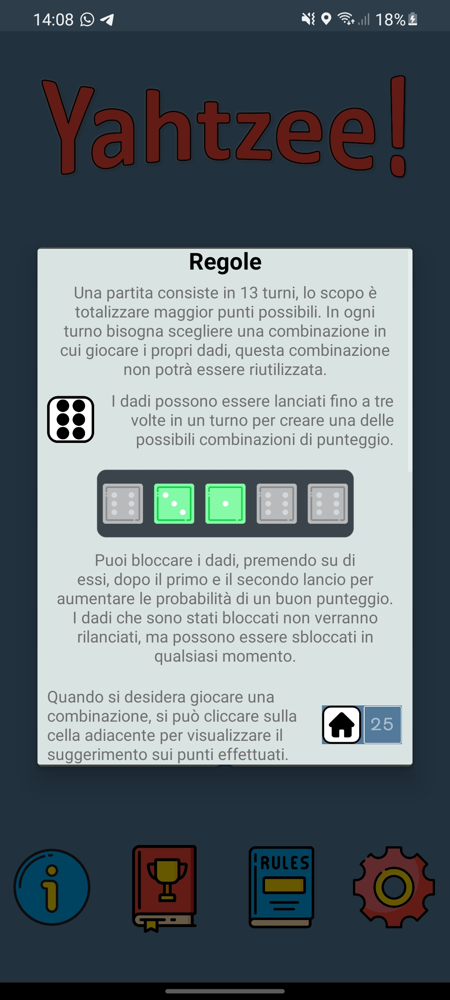 14:08
18%
Yahtzee!
Regole
Una partita consiste in 13 turni, lo scopo è
totalizzare maggior punti possibili. In ogni
turno bisogna scegliere una combinazione in
cui giocare i propri dadi, questa combinazione
non potrà essere riutilizzata.
I dadi possono essere lanciati fino a tre
volte in un turno per creare una delle
possibili combinazioni di punteggio.
Puoi bloccare i dadi, premendo su di
essi, dopo il primo e il secondo lancio per
aumentare le probabilità di un buon punteggio.
I dadi che sono stati bloccati non verranno
rilanciati, ma possono essere sbloccati in
qualsiasi momento.
Quando si desidera giocare una
combinazione, si può cliccare sulla
cella adiacente per visualizzare il
suggerimento sui punti effettuati.
25
RULES